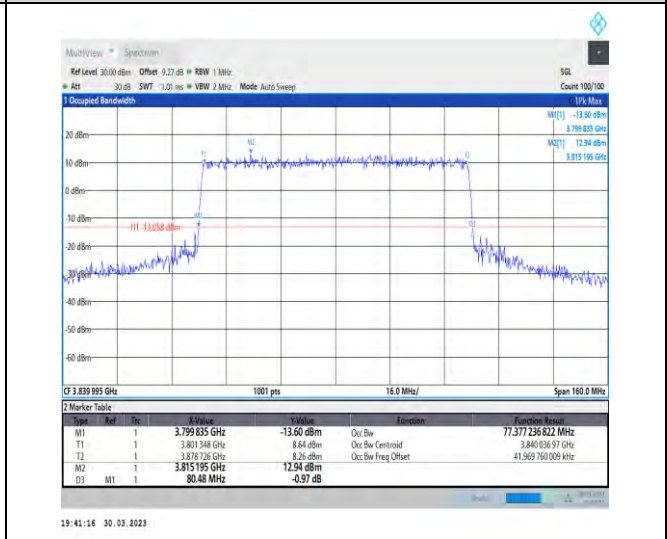 MultiView Spectrum
Ref Level 30.00 dBm Offset 9.27 dB RBW 1 MHz SGL
Att 30 dB SWT 1.01 ms VBW 2 MHz Mode Auto Sweep Count 100/100
1 Occupied Bandwidth 1Pk Max
M1[1] -13.60 dBm
3.799 835 GHz
M2[1] 12.94 dBm
3.815 195 GHz
20 dBm
M2
10 dBm
T1
0 dBm
-10 dBm
M1
H1 -13.058 dBm
D3
-20 dBm
-30 dBm
-40 dBm
-50 dBm
-60 dBm
CF 3.839 995 GHz 1001 pts 16.0 MHz/ Span 160.0 MHz
2 Marker Table
Type Ref Trc X-Value Y-Value Function Function Result
M1 1 3.799 835 GHz -13.60 dBm Occ Bw 77.377 236 822 MHz
T1 1 3.801 348 GHz 8.64 dBm Occ Bw Centroid 3.840 036 97 GHz
T2 1 3.878 726 GHz 8.26 dBm Occ Bw Freq Offset 41.969 760 009 kHz
M2 1 3.815 195 GHz 12.94 dBm
D3 M1 1 80.48 MHz -0.97 dB
19:41:16 30.03.2023